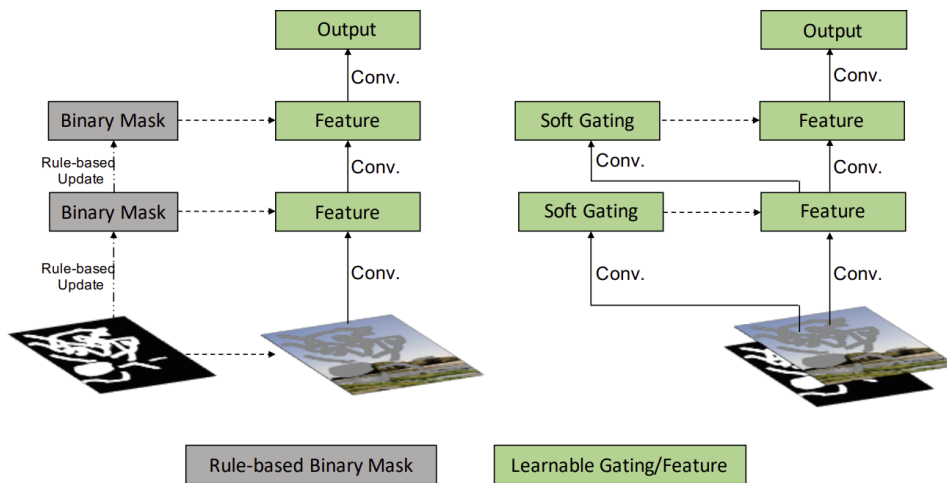 Output
Conv.
Binary Mask
Feature
Rule-based
Update
Conv.
Binary Mask
Feature
Rule-based
Update
Conv.
Output
Conv.
Soft Gating
Feature
Conv.
Conv.
Soft Gating
Feature
Conv.
Conv.
Rule-based Binary Mask
Learnable Gating/Feature